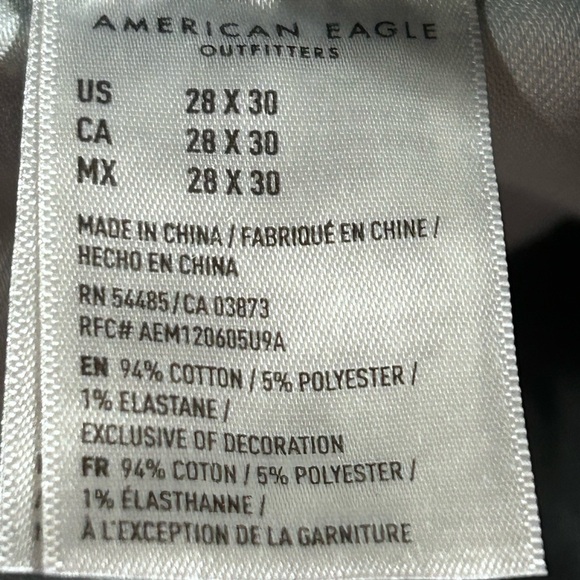 AMERICAN EAGLE
OUTFITTERS
US 28 X 30
CA 28 X 30
MX 28 X 30
MADE IN CHINA / FABRIQUÉ EN CHINE /
HECHO EN CHINA
RN 54485/CA 03873
RFC# AEM120605U9A
EN 94% COTTON / 5% POLYESTER /
1% ELASTANE /
EXCLUSIVE OF DECORATION
FR 94% COTON / 5% POLYESTER /
1% ÉLASTHANNE /
À L'EXCEPTION DE LA GARNITURE